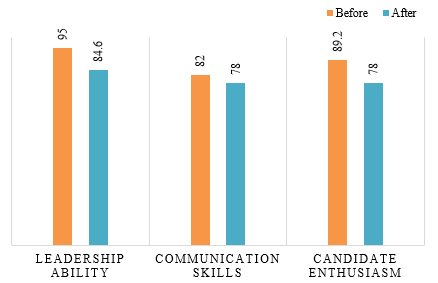 Before After
95
84.6
82
78
89.2
78
LEADERSHIP ABILITY
COMMUNICATION SKILLS
CANDIDATE ENTHUSIASM